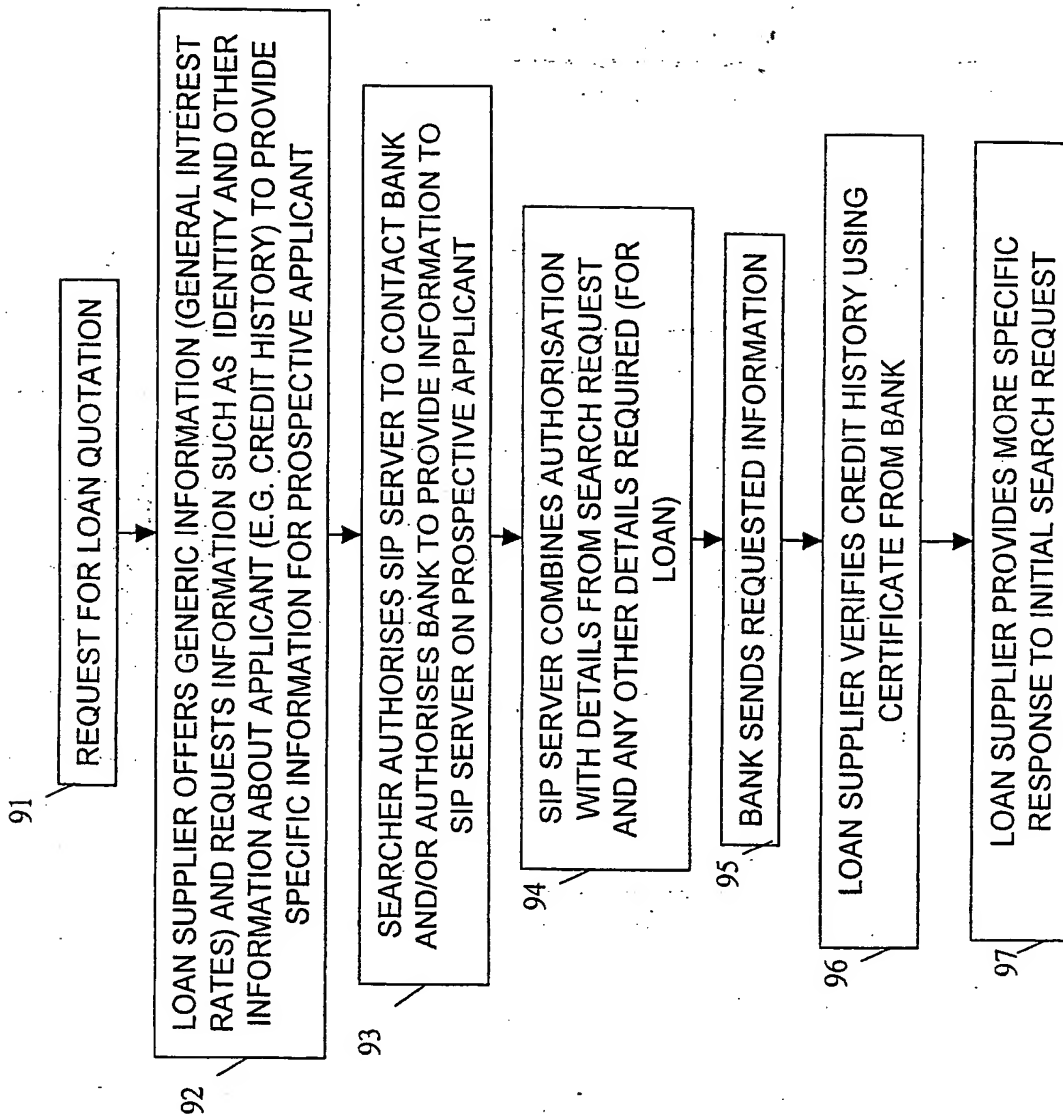 91
REQUEST FOR LOAN QUOTATION
92
LOAN SUPPLIER OFFERS GENERIC INFORMATION (GENERAL INTEREST
RATES) AND REQUESTS INFORMATION SUCH AS IDENTITY AND OTHER
INFORMATION ABOUT APPLICANT (E.G. CREDIT HISTORY) TO PROVIDE
SPECIFIC INFORMATION FOR PROSPECTIVE APPLICANT
93
SEARCHER AUTHORISES SIP SERVER TO CONTACT BANK
AND/OR AUTHORISES BANK TO PROVIDE INFORMATION TO
SIP SERVER ON PROSPECTIVE APPLICANT
94
SIP SERVER COMBINES AUTHORISATION
WITH DETAILS FROM SEARCH REQUEST
AND ANY OTHER DETAILS REQUIRED (FOR
LOAN)
95
BANK SENDS REQUESTED INFORMATION
96
LOAN SUPPLIER VERIFIES CREDIT HISTORY USING
CERTIFICATE FROM BANK
97
LOAN SUPPLIER PROVIDES MORE SPECIFIC
RESPONSE TO INITIAL SEARCH REQUEST